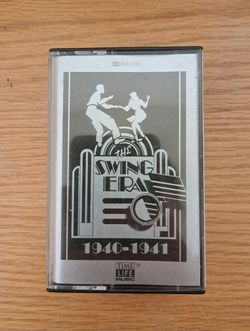 THE
SWING
ERA
1940-1941
TIME
LIFE
MUSIC